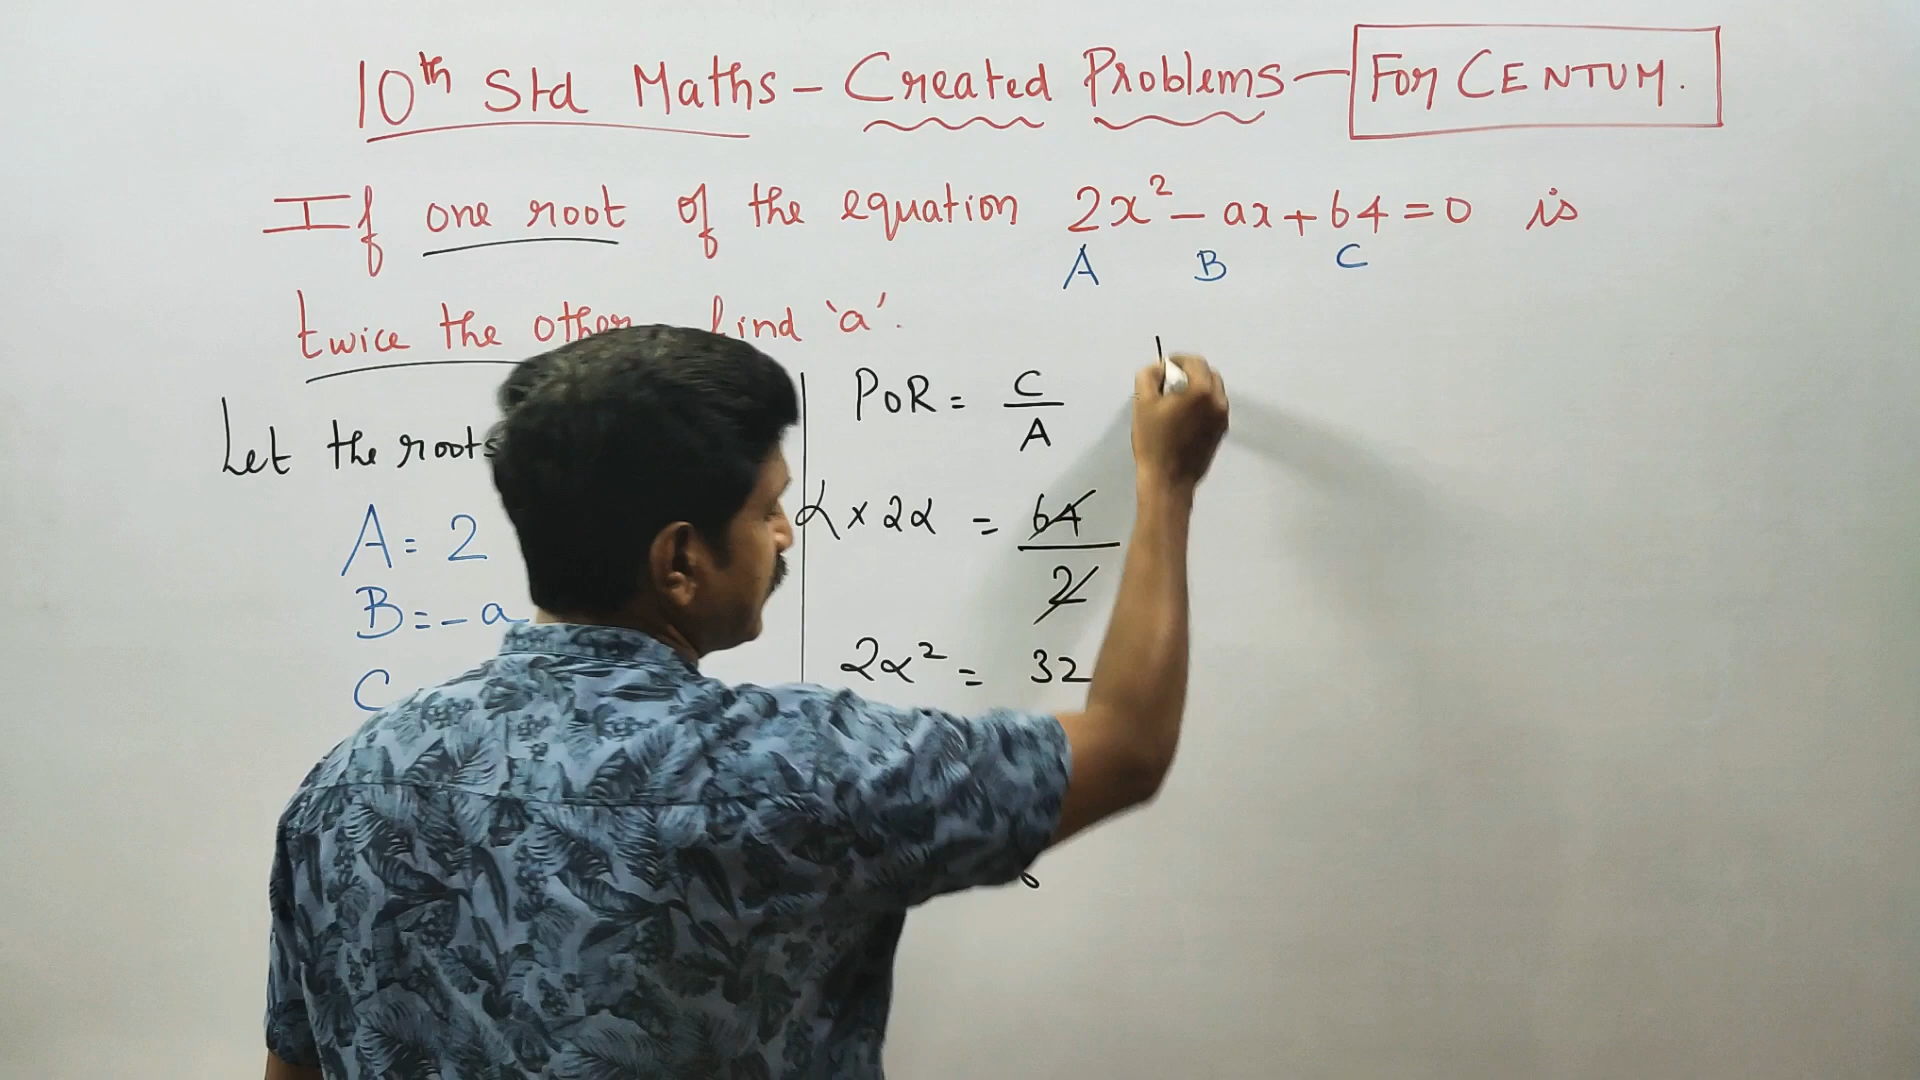 10th Std Maths - Created Problems - For CENTUM.
If one root of the equation 2x² - ax + 64 = 0 is
A B C
twice the other find 'a'.
Let the roots
A = 2
B = - a
C
POR = C/A
α × 2α = 64/2
2α² = 32